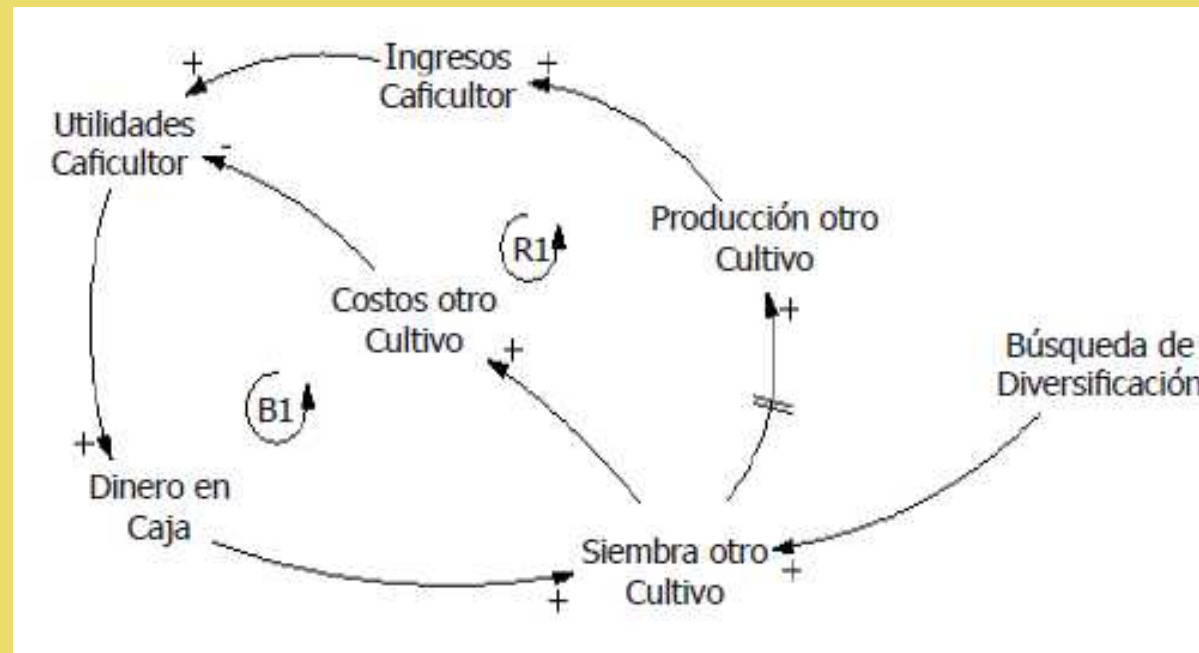 +
Ingresos
Caficultor
+
Utilidades
Caficultor
-
Producción otro
Cultivo
R1
Costos otro
Cultivo
+
+
Búsqueda de
Diversificación
B1
+
Dinero en
Caja
Siembra otro
Cultivo
+
+